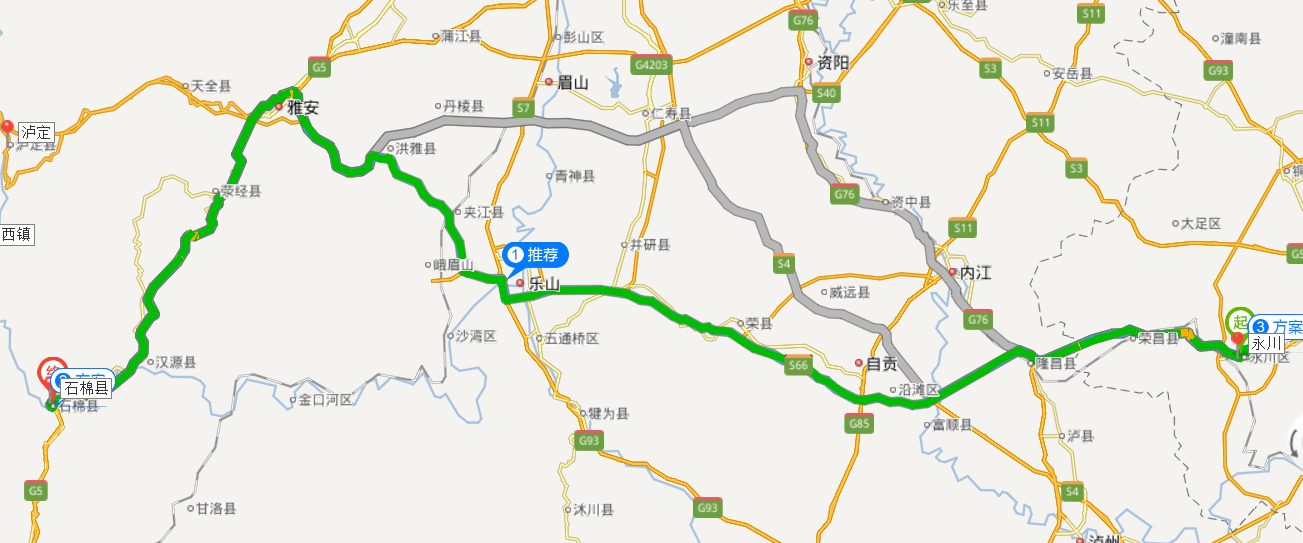 乐至县
G76
S11
蒲江县
彭山区
潼南县
G5
G4203
资阳
S3
安岳县
G93
天全县
眉山
雅安
丹棱县
S7
仁寿县
S40
泸定
泸定县
洪雅县
S11
S3
荥经县
青神县
G76
资中县
西镇
夹江县
大足区
S11
井研县
峨眉山
1 推荐
S4
内江
乐山
威远县
沙湾区
五通桥区
荣县
G76
起
3 方案
汉源县
S66
自贡
隆昌县
荣昌县
永川
永川区
终
石棉县
石棉县
金口河区
沿滩区
犍为县
G85
富顺县
泸县
G93
G5
S4
甘洛县
沐川县
G93
泸州